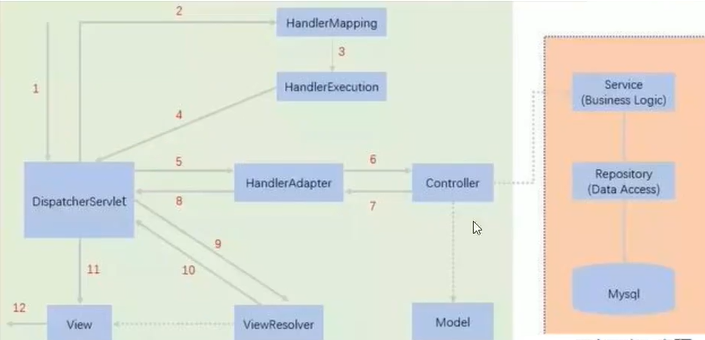 2
HandlerMapping
3
1
HandlerExecution
Service
(Business Logic)
4
5
6
HandlerAdapter
Controller
Repository
(Data Access)
DispatcherServlet
8
7
9
10
11
Mysql
12
View
ViewResolver
Model